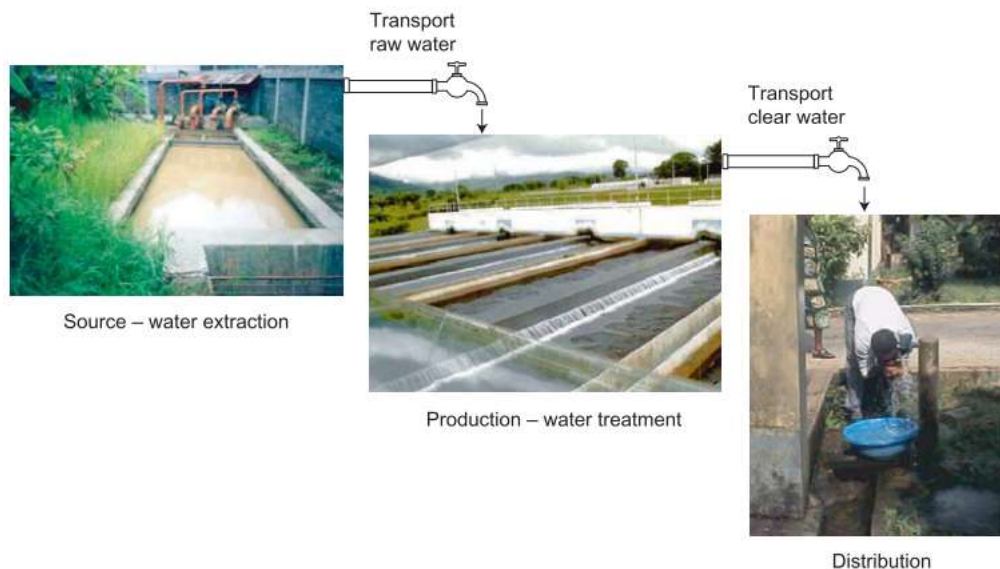 Transport
raw water
Transport
clear water
Source – water extraction
Production – water treatment
Distribution